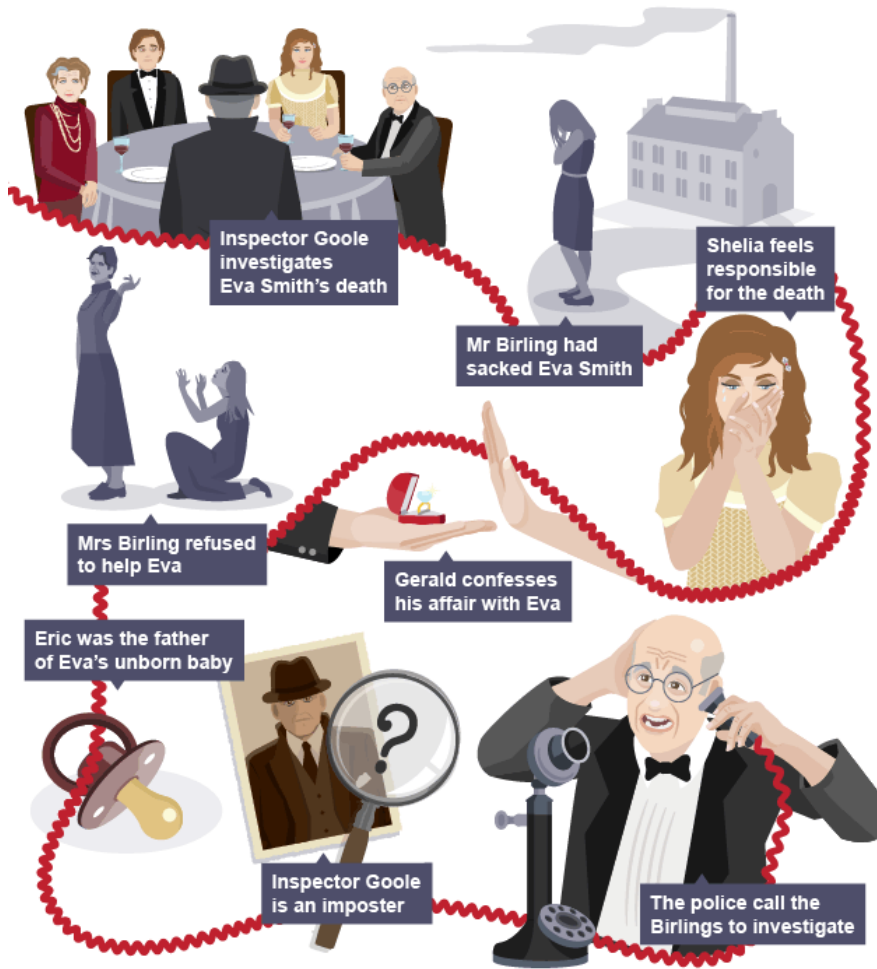 Inspector Goole
investigates
Eva Smith's death
Mr Birling had
sacked Eva Smith
Shelia feels
responsible
for the death
Gerald confesses
his affair with Eva
Mrs Birling refused
to help Eva
Eric was the father
of Eva's unborn baby
?
Inspector Goole
is an imposter
The police call the
Birlings to investigate